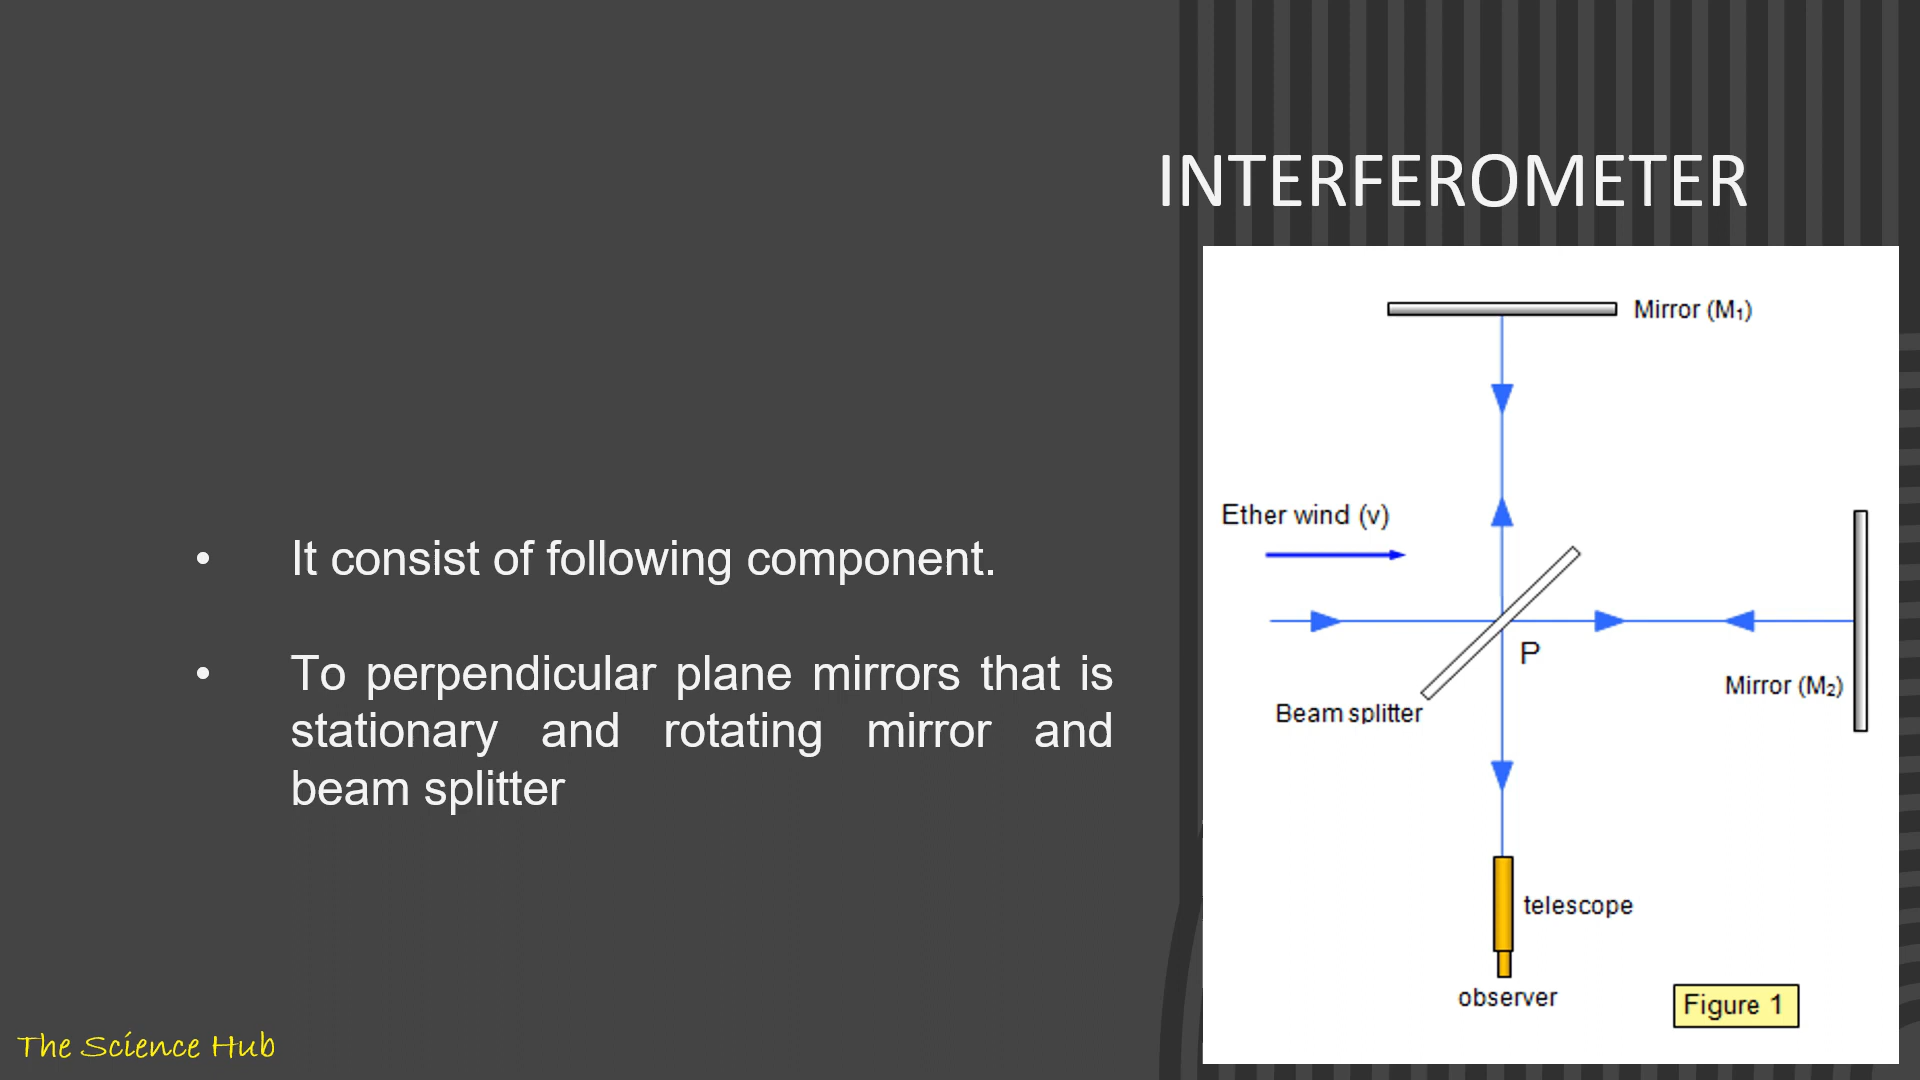 INTERFEROMETER
• It consist of following component.
• To perpendicular plane mirrors that is
stationary and rotating mirror and
beam splitter
Mirror (M₁)
Ether wind (v)
P
Mirror (M₂)
Beam splitter
telescope
observer
Figure 1
The Science Hub